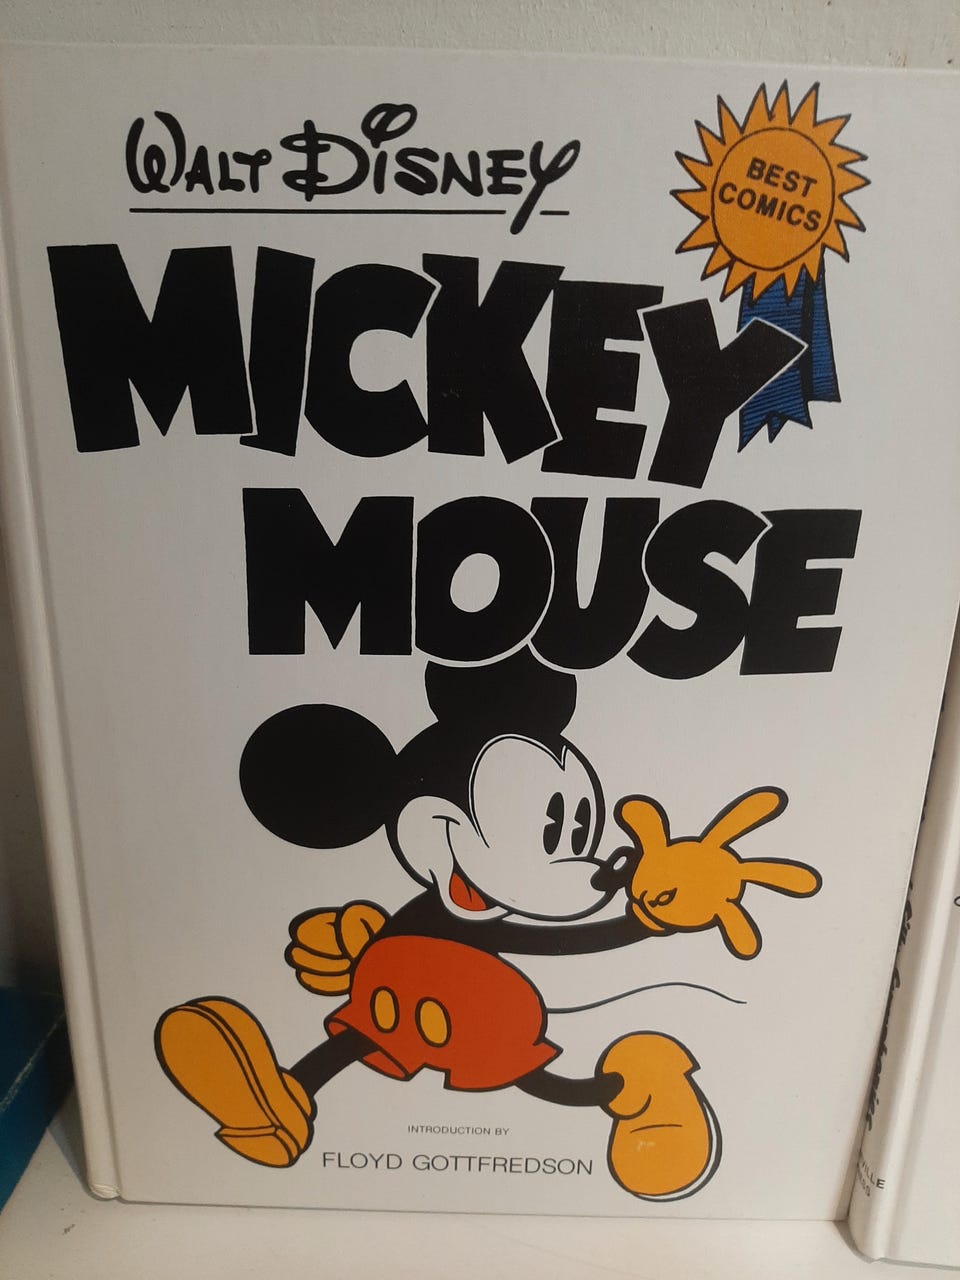 WALT DISNEY
BEST
COMICS
MICKEY
MOUSE
INTRODUCTION BY
FLOYD GOTTFREDSON